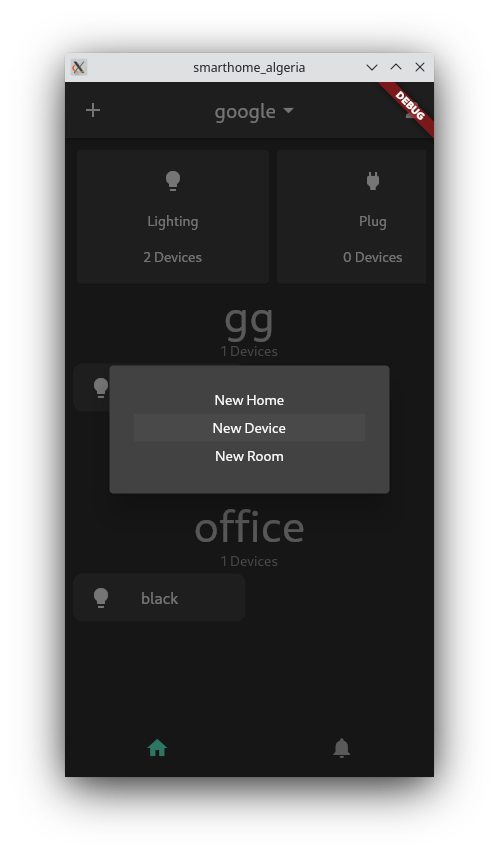 smarthome_algeria
google
DEBUG
Lighting
Plug
2 Devices
0 Devices
gg
1 Devices
New Home
New Device
New Room
office
1 Devices
black